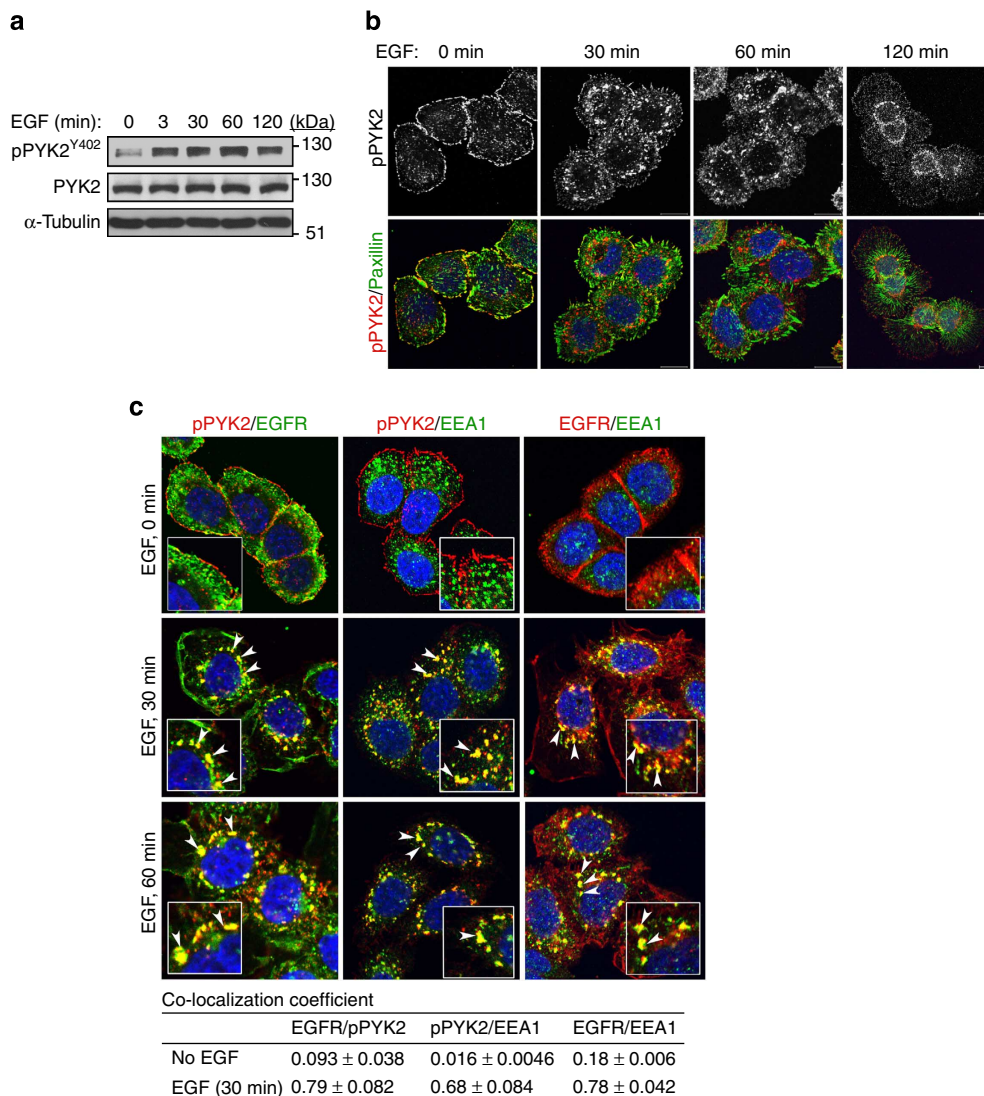 a
EGF (min): 0 3 30 60 120 (kDa)
pPYK2Y402
130
PYK2
130
α-Tubulin
51
b
EGF: 0 min 30 min 60 min 120 min
pPYK2
pPYK2/Paxillin
c
pPYK2/EGFR pPYK2/EEA1 EGFR/EEA1
EGF, 0 min
EGF, 30 min
EGF, 60 min
Co-localization coefficient
EGFR/pPYK2 pPYK2/EEA1 EGFR/EEA1
No EGF 0.093 ± 0.038 0.016 ± 0.0046 0.18 ± 0.006
EGF (30 min) 0.79 ± 0.082 0.68 ± 0.084 0.78 ± 0.042